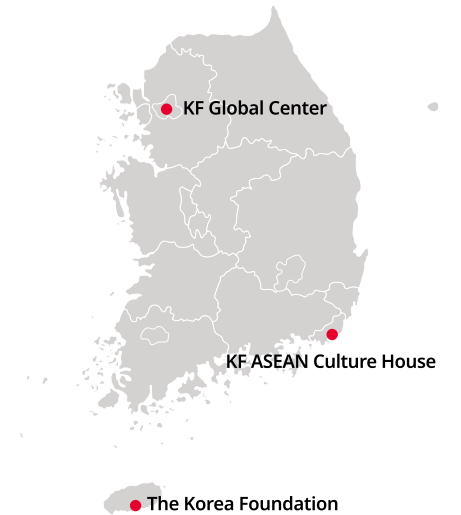 KF Global Center
KF ASEAN Culture House
The Korea Foundation